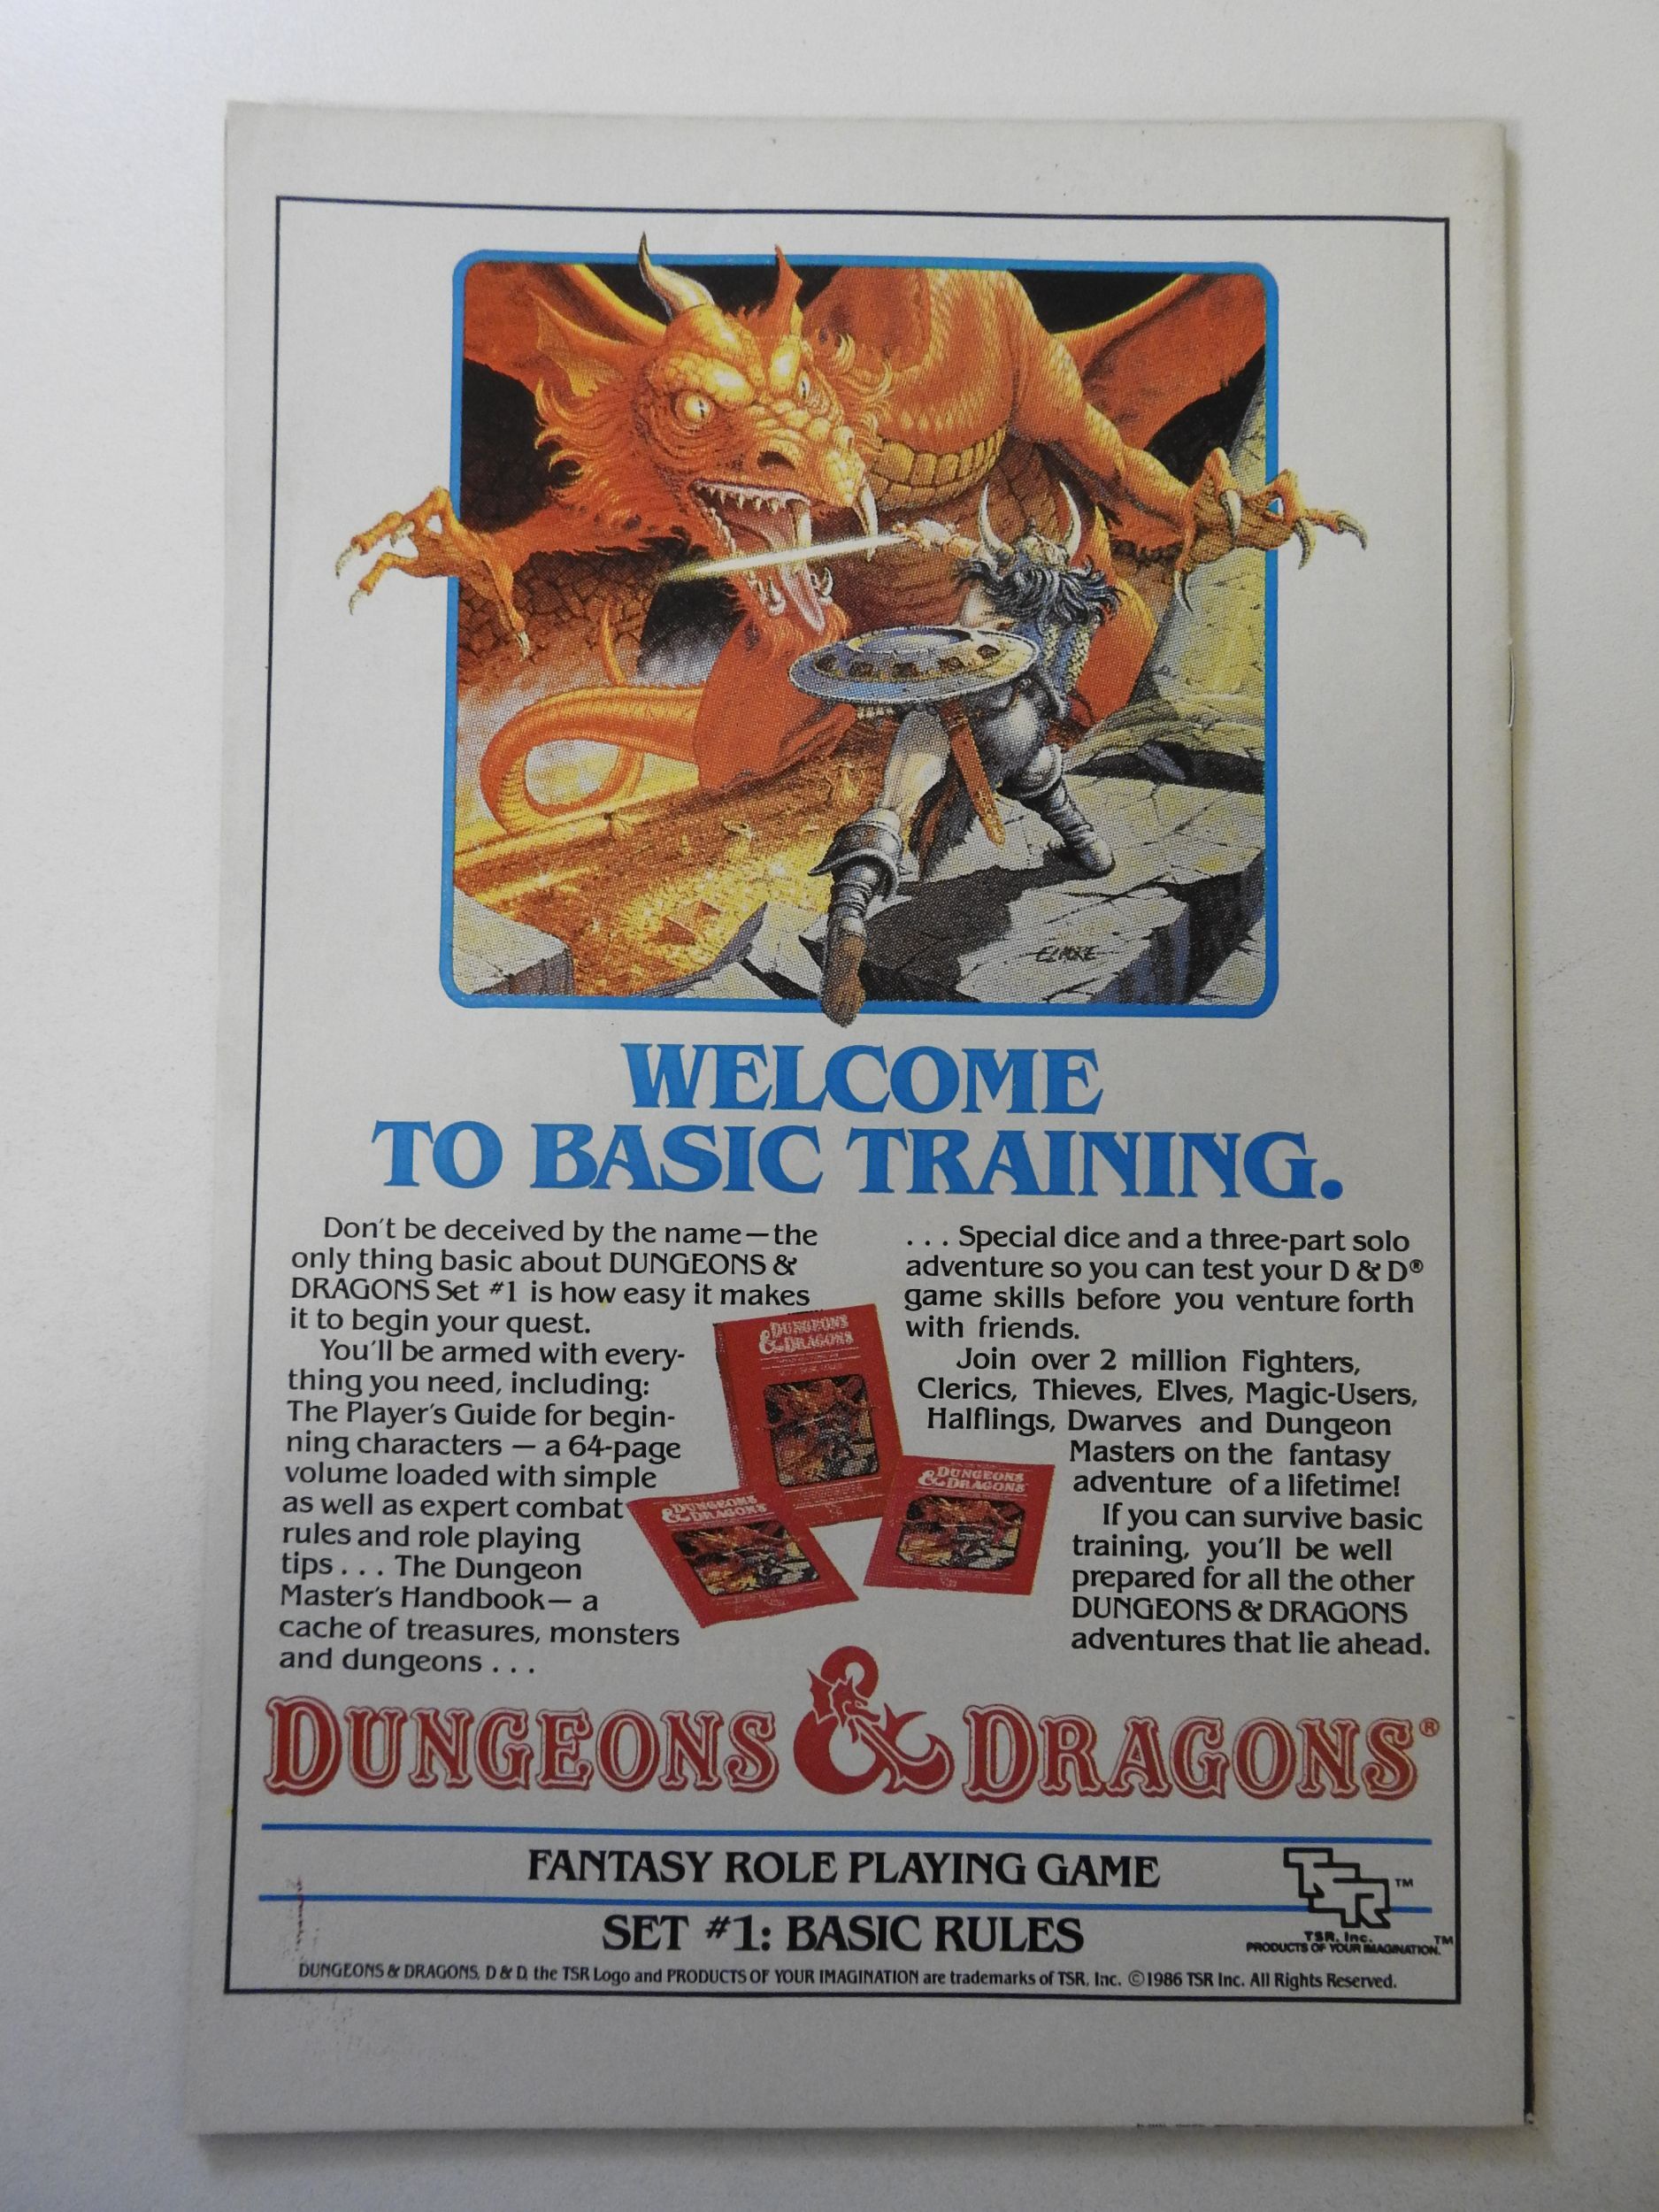 ELMORE
WELCOME
TO BASIC TRAINING.
Don't be deceived by the name—the
only thing basic about DUNGEONS &
DRAGONS Set #1 is how easy it makes
it to begin your quest.
You'll be armed with every-
thing you need, including:
The Player's Guide for begin-
ning characters — a 64-page
volume loaded with simple
as well as expert combat
rules and role playing
tips . . . The Dungeon
Master's Handbook— a
cache of treasures, monsters
and dungeons . . .
DUNGEONS
& DRAGONS
DUNGEONS
& DRAGONS
DUNGEONS
& DRAGONS
. . . Special dice and a three-part solo
adventure so you can test your D & D®
game skills before you venture forth
with friends.
Join over 2 million Fighters,
Clerics, Thieves, Elves, Magic-Users,
Halflings, Dwarves and Dungeon
Masters on the fantasy
adventure of a lifetime!
If you can survive basic
training, you'll be well
prepared for all the other
DUNGEONS & DRAGONS
adventures that lie ahead.
DUNGEONS & DRAGONS®
FANTASY ROLE PLAYING GAME
SET #1: BASIC RULES
TSR™
TSR, Inc.
PRODUCTS OF YOUR IMAGINATION.™
DUNGEONS & DRAGONS, D & D, the TSR Logo and PRODUCTS OF YOUR IMAGINATION are trademarks of TSR, Inc. ©1986 TSR Inc. All Rights Reserved.